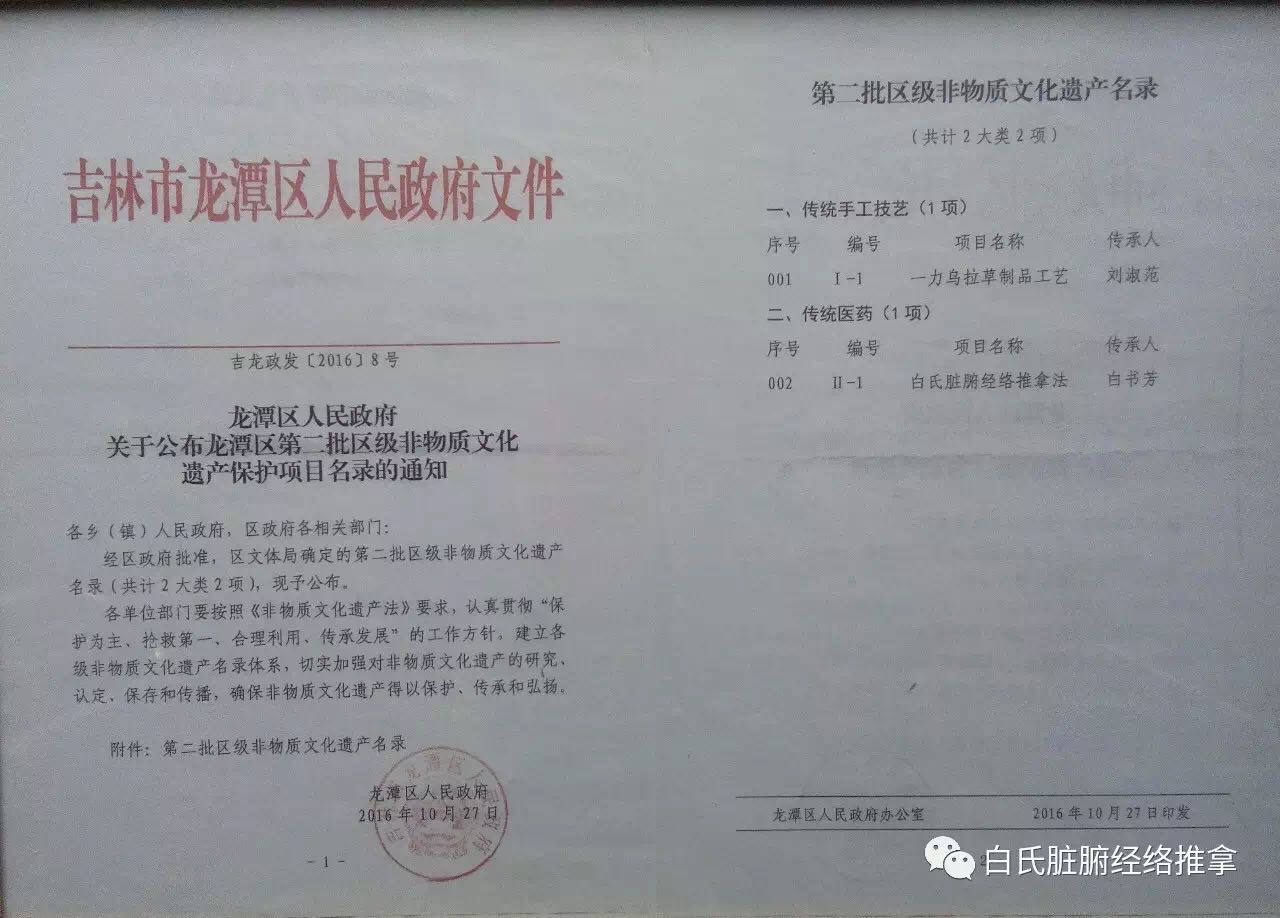 吉林市龙潭区人民政府文件
吉龙政发〔2016〕8号
龙潭区人民政府
关于公布龙潭区第二批区级非物质文化
遗产保护项目名录的通知
各乡（镇）人民政府，区政府各相关部门：
经区政府批准，区文体局确定的第二批区级非物质文化遗产
名录（共计2大类2项），现予公布。
各单位部门要按照《非物质文化遗产法》要求，认真贯彻“保
护为主、抢救第一、合理利用、传承发展”的工作方针，建立各
级非物质文化遗产名录体系，切实加强对非物质文化遗产的研究、
认定、保存和传播，确保非物质文化遗产得以保护、传承和弘扬。
附件：第二批区级非物质文化遗产名录
龙潭区人民政府
2016年10月27日
-1-
第二批区级非物质文化遗产名录
（共计2大类2项）
一、传统手工技艺（1项）
序号 编号 项目名称 传承人
001 Ⅰ-1 一力乌拉草制品工艺 刘淑范
二、传统医药（1项）
序号 编号 项目名称 传承人
002 Ⅱ-1 白氏脏腑经络推拿法 白书芳
龙潭区人民政府办公室 2016年10月27日印发
白氏脏腑经络推拿